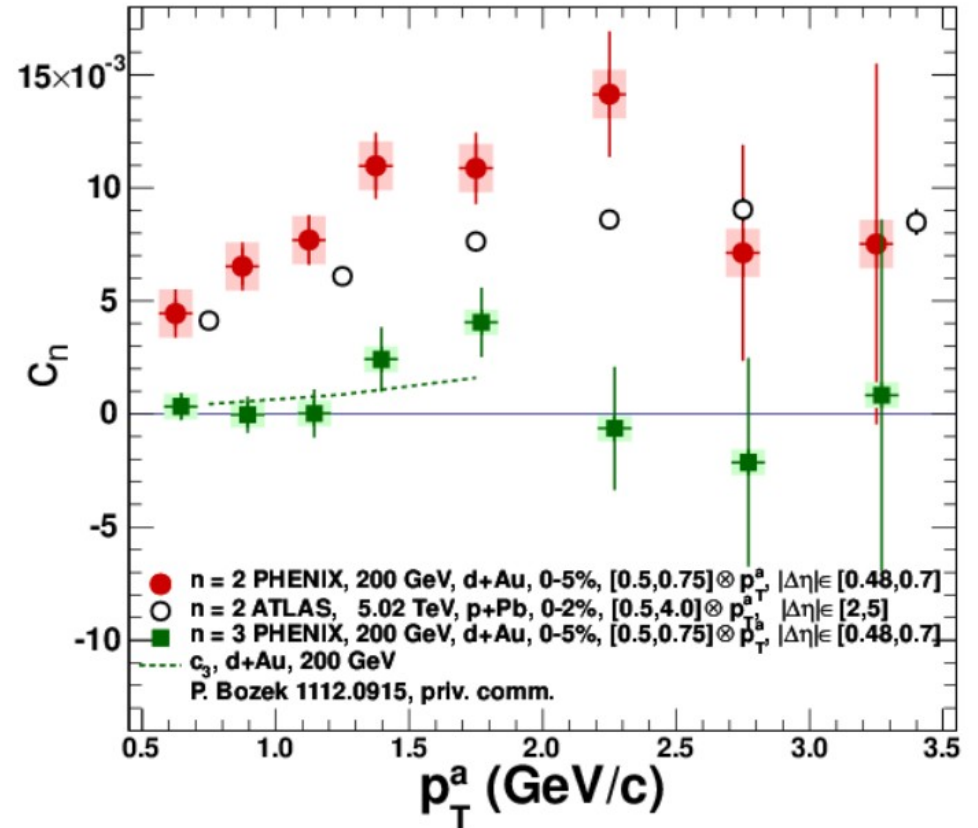 15×10⁻³
10
5
0
-5
-10
Cₙ
n = 2 PHENIX, 200 GeV, d+Au, 0-5%, [0.5,0.75]⊗ pᵃ_T, |Δη|∈ [0.48,0.7]
n = 2 ATLAS, 5.02 TeV, p+Pb, 0-2%, [0.5,4.0]⊗ pᵃ_T, |Δη|∈ [2,5]
n = 3 PHENIX, 200 GeV, d+Au, 0-5%, [0.5,0.75]⊗ pᵃ_T, |Δη|∈ [0.48,0.7]
c₃, d+Au, 200 GeV
P. Bozek 1112.0915, priv. comm.
0.5 1.0 1.5 2.0 2.5 3.0 3.5
pᵃ_T (GeV/c)